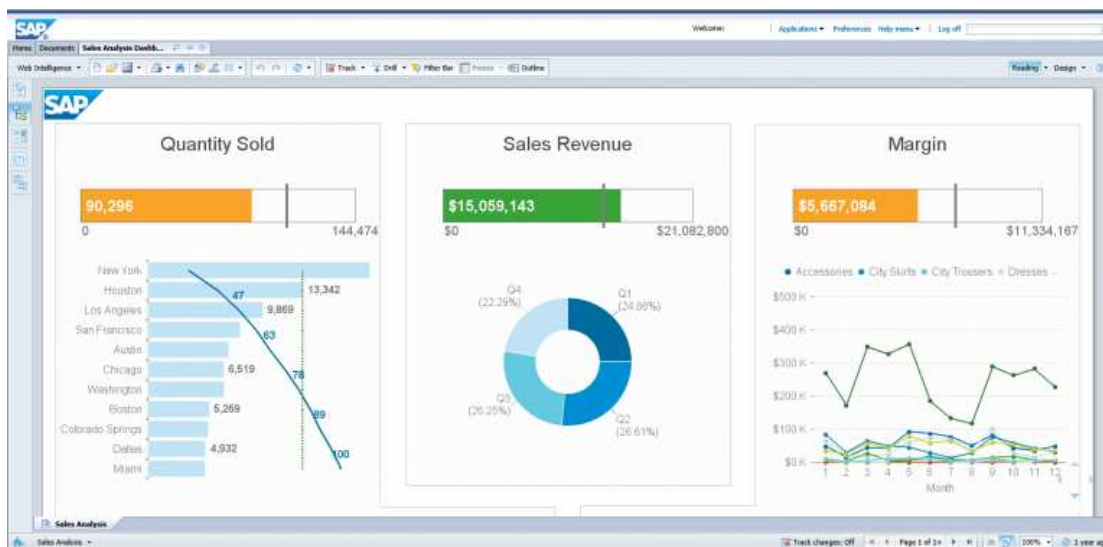 SAP
Welcome: Applications Preferences Help menu Log off
Home Documents Sales Analysis Dashb...
Web Intelligence Track Drill Filter Bar Freeze Outline Reading Design
SAP
Quantity Sold
90,296
0 144,474
New York
Houston 13,342
Los Angeles 9,869
San Francisco
Austin
Chicago 6,519
Washington
Boston 5,269
Colorado Springs
Dallas 4,932
Miami
47
63
78
89
100
Sales Revenue
$15,059,143
$0 $21,082,800
Q4
(22.29%)
Q1
(24.86%)
Q3
(26.25%)
Q2
(26.61%)
Margin
$5,667,084
$0 $11,334,167
Accessories City Skirts City Trousers Dresses
$500 K
$400 K
$300 K
$200 K
$100 K
$0 K
1 2 3 4 5 6 7 8 9 10 11 12
Month
Sales Analysis
Sales Analysis Track changes: Off Page 1 of 1+ 100% 1 year ag